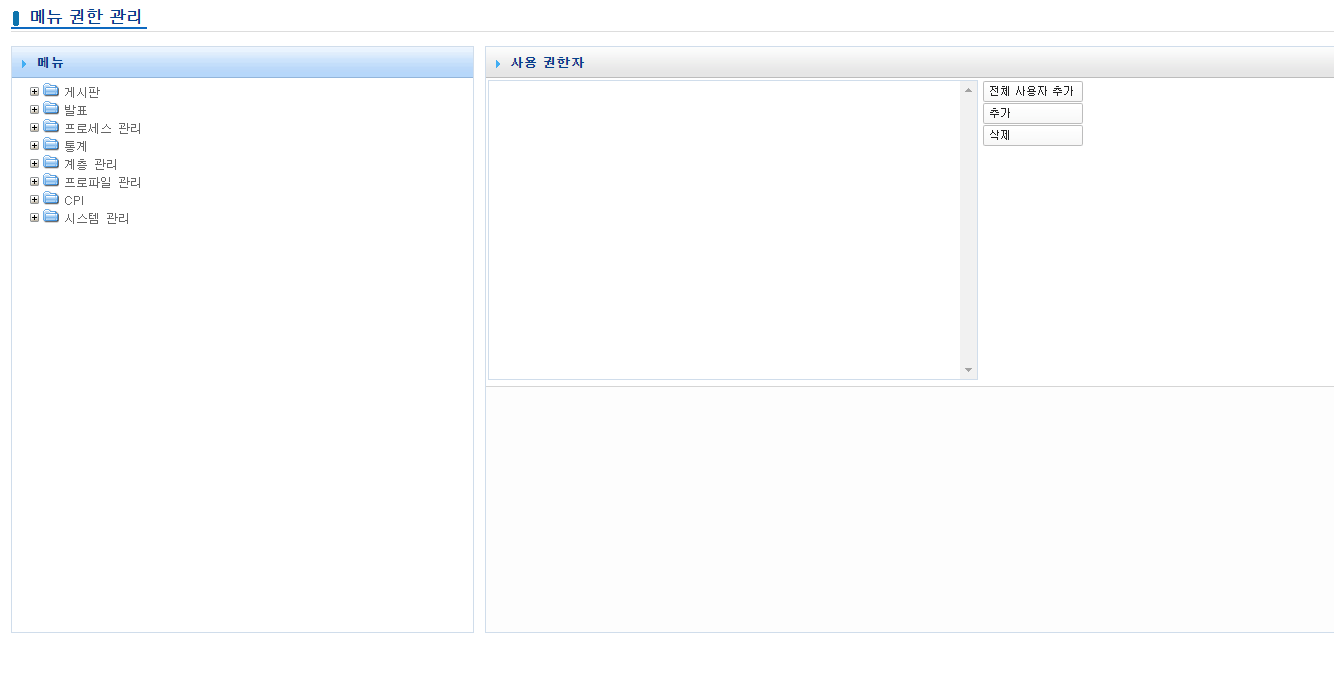 메뉴 권한 관리
메뉴
게시판
발표
프로세스 관리
통계
계층 관리
프로파일 관리
CPI
시스템 관리
사용 권한자
전체 사용자 추가
추가
삭제